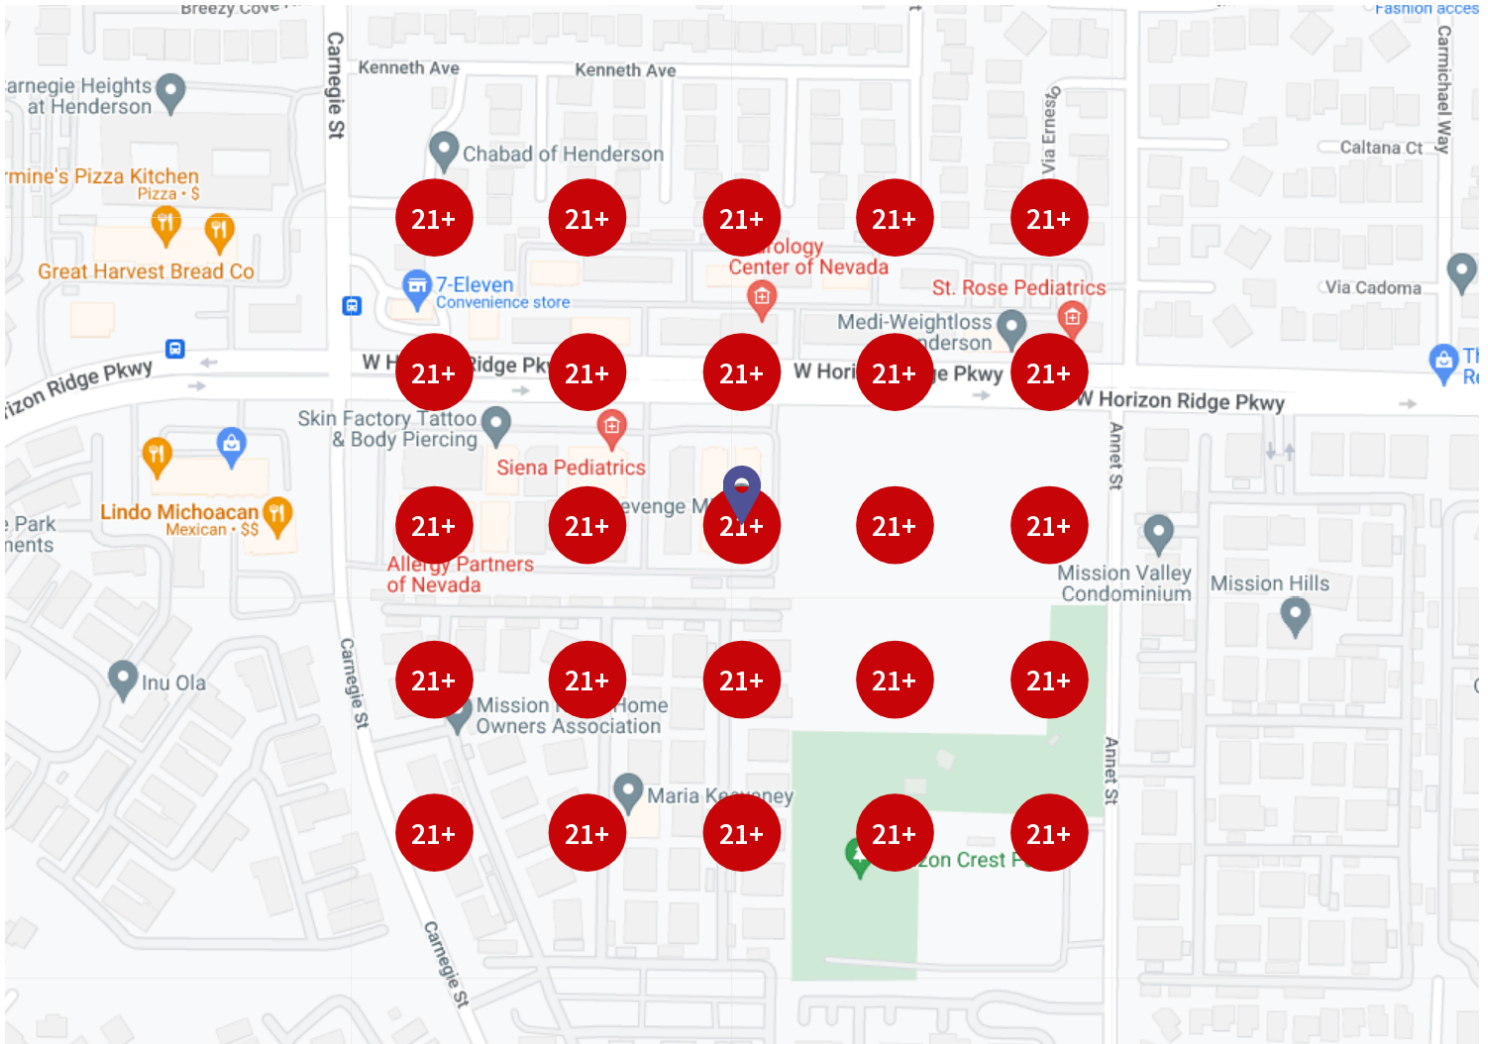 Breezy Cove
Fashion acces
Carnegie St
Kenneth Ave
Kenneth Ave
Carmichael Way
arnegie Heights
at Henderson
Via Ernesto
Chabad of Henderson
Caltana Ct
rmine's Pizza Kitchen
Pizza • $
21+
21+
21+
21+
21+
rology
Center of Nevada
Great Harvest Bread Co
7-Eleven
Convenience store
St. Rose Pediatrics
Via Cadoma
Medi-Weightloss
nderson
W H
Ridge Pkw
W Hori
ge Pkwy
21+
21+
21+
21+
21+
Th
Re
rizon Ridge Pkwy
W Horizon Ridge Pkwy
Skin Factory Tattoo
& Body Piercing
Annet St
Siena Pediatrics
Lindo Michoacan
Mexican • $$
evenge M
e Park
nents
21+
21+
21+
21+
21+
Allergy Partners
of Nevada
Mission Valley
Condominium
Mission Hills
Carnegie St
Inu Ola
21+
21+
21+
21+
21+
Mission
Home
Owners Association
Annet St
Maria Keaveney
21+
21+
21+
21+
21+
zon Crest P
Carnegie St